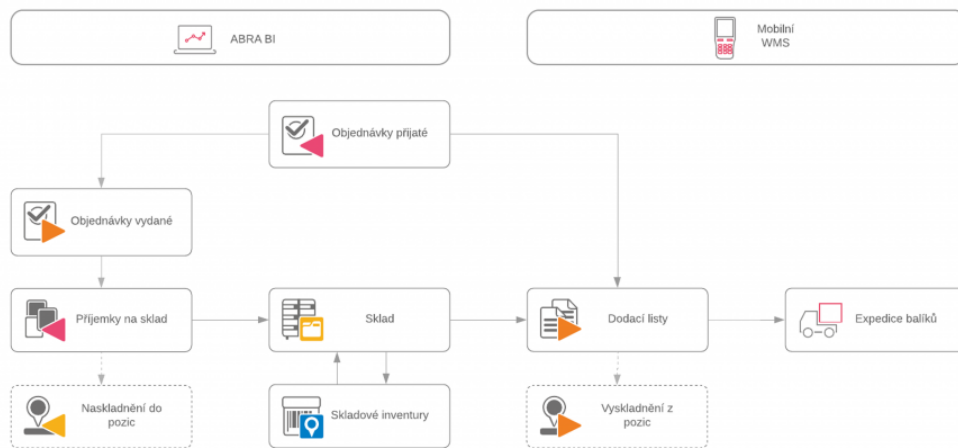 ABRA BI
Mobilní
WMS
Objednávky přijaté
Objednávky vydané
Příjemky na sklad
Sklad
Dodací listy
Expedice balíků
Naskladnění do
pozic
Skladové inventury
Vyskladnění z
pozic